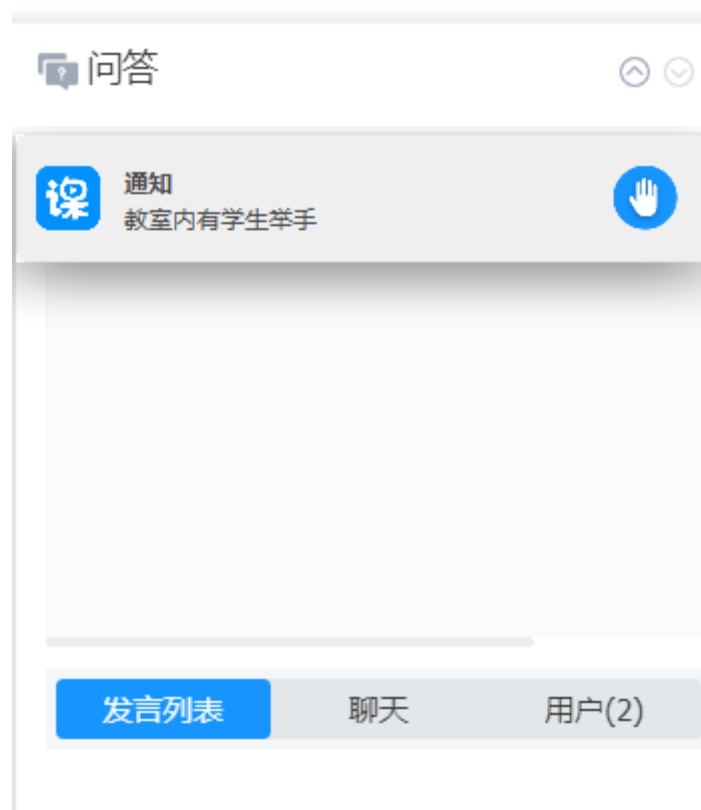 问答
课
通知
教室内有学生举手
发言列表
聊天
用户(2)